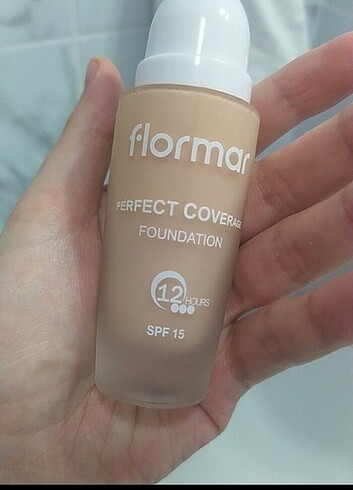 flormar
PERFECT COVERAGE
FOUNDATION
12 HOURS
SPF 15